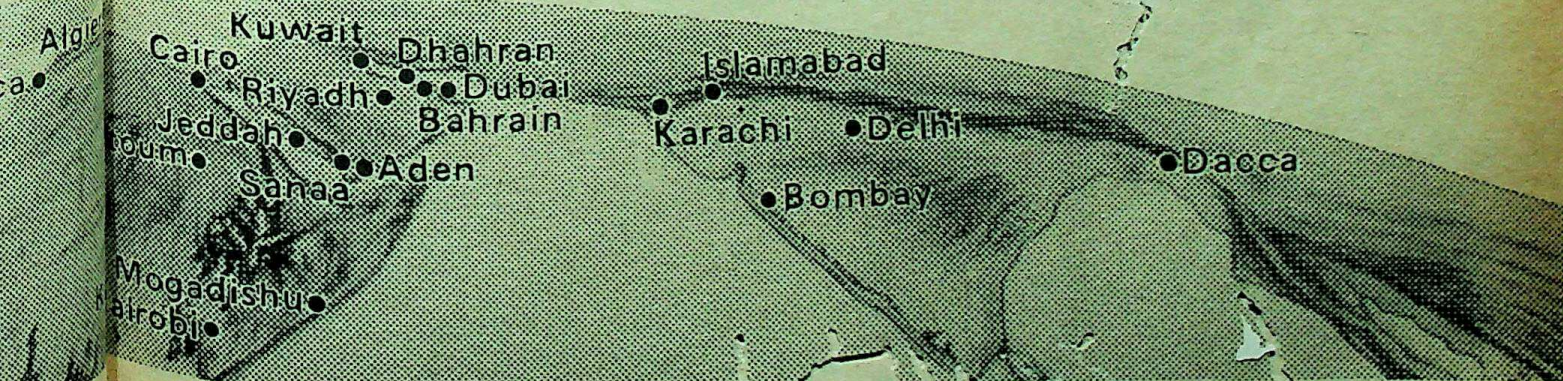 Kuwait
Dhahran
Cairo
Islamabad
Riyadh
Dubai
Bahrain
Karachi
Delhi
Jeddah
Aden
Dacca
Sanaa
Bombay
Mogadishu